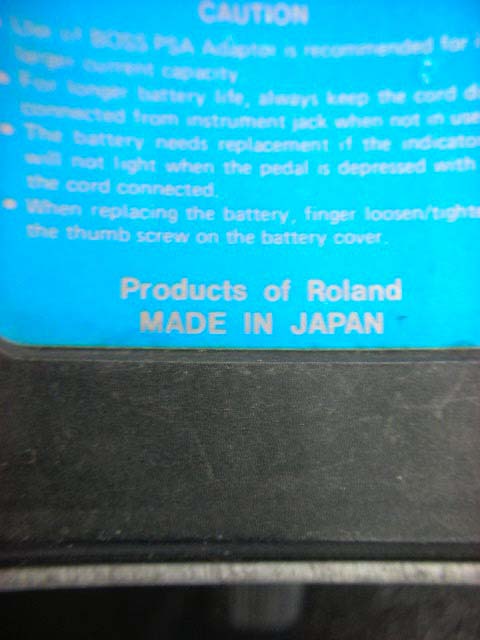 CAUTION
Use of BOSS PSA Adaptor is recommended for
larger current capacity
• For longer battery life, always keep the cord
connected from instrument jack when not in use
• The battery needs replacement if the indicator
will not light when the pedal is depressed with
the cord connected.
• When replacing the battery, finger loosen/tight
the thumb screw on the battery cover.
Products of Roland
MADE IN JAPAN